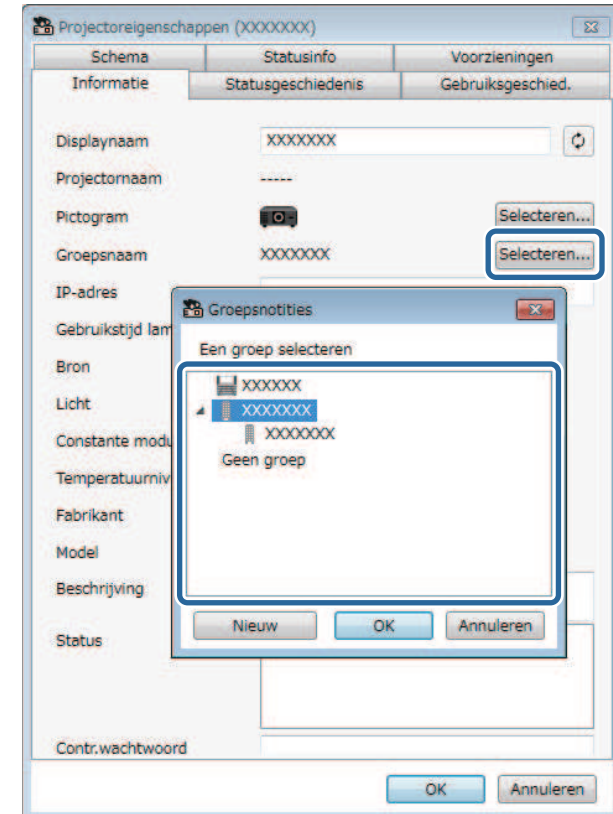 Projectoreigenschappen (XXXXXXX)
Schema Statusinfo Voorzieningen
Informatie Statusgeschiedenis Gebruiksgeschied.
Displaynaam XXXXXXX
Projectornaam -----
Pictogram Selecteren...
Groepsnaam XXXXXXX Selecteren...
IP-adres
Groepsnotities
Gebruikstijd lam
Een groep selecteren
Bron
XXXXXX
Licht
XXXXXXX
Constante modu
XXXXXXX
Geen groep
Temperatuurniv
Fabrikant
Model
Beschrijving
Nieuw OK Annuleren
Status
Contr.wachtwoord
OK Annuleren